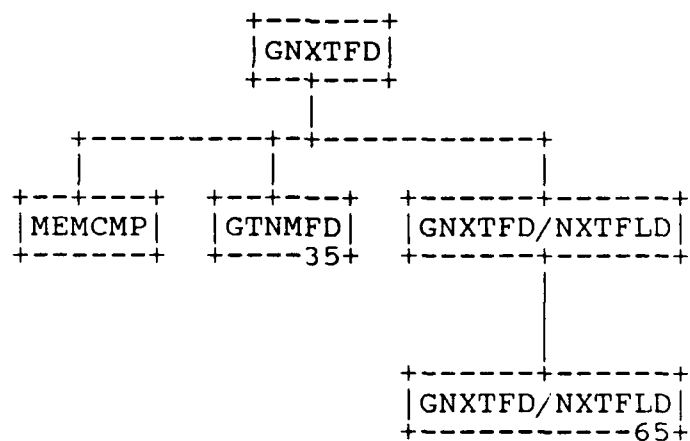 GNXTFD
MEMCMP GTNMFD GNXTFD/NXTFLD
35
GNXTFD/NXTFLD
65